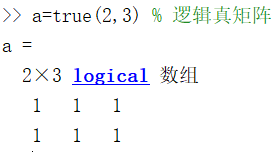 >> a=true(2,3) % 逻辑真矩阵
a =
2×3 logical 数组
1 1 1
1 1 1